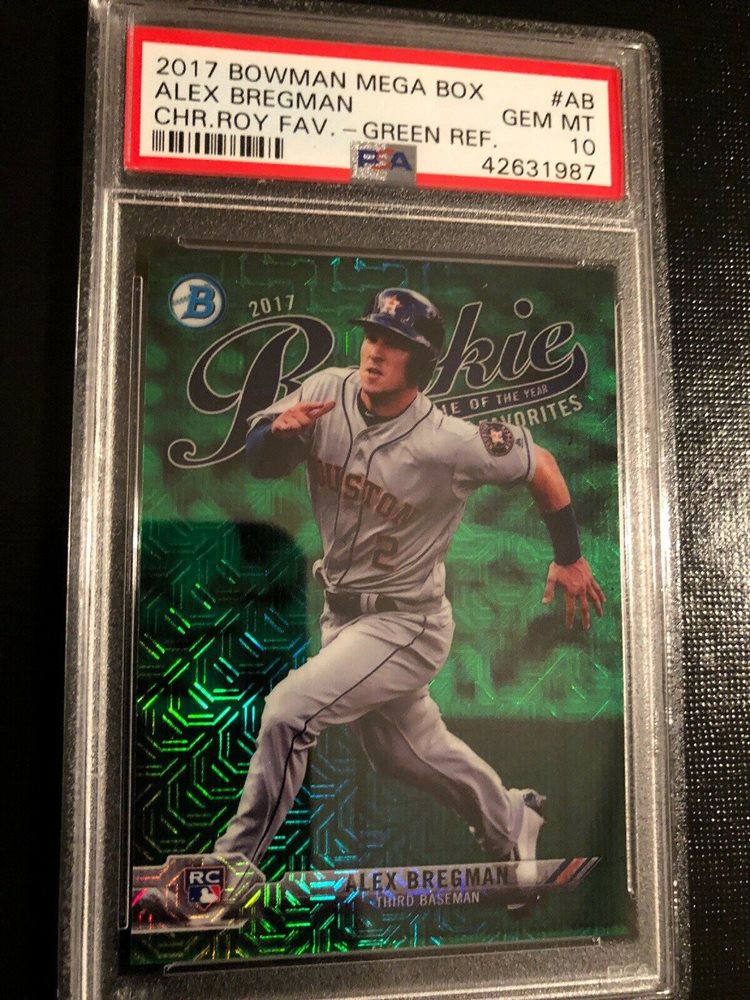 2017 BOWMAN MEGA BOX #AB
ALEX BREGMAN GEM MT
CHR.ROY FAV. – GREEN REF. 10
PSA 42631987
B
2017
Rookie
OF THE YEAR
FAVORITES
HOUSTON
2
RC
ALEX BREGMAN
THIRD BASEMAN